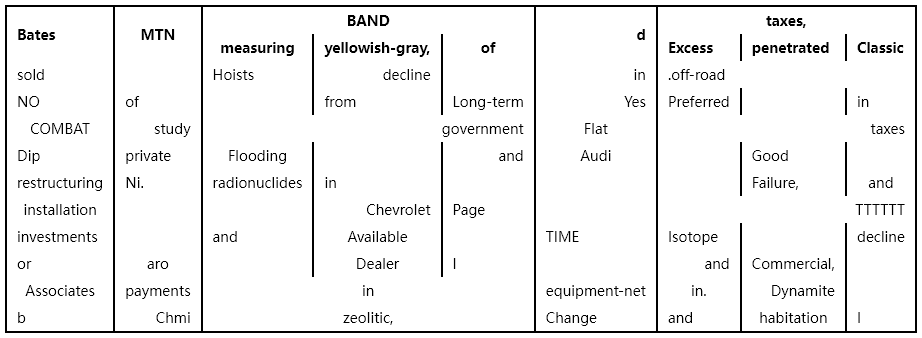 Bates MTN BAND d taxes,
measuring yellowish-gray, of Excess penetrated Classic
sold Hoists decline in .off-road
NO of from Long-term Yes Preferred in
COMBAT study government Flat taxes
Dip private Flooding and Audi Good
restructuring Ni. radionuclides in Failure, and
installation Chevrolet Page TTTTTT
investments and Available TIME Isotope decline
or aro Dealer I and Commercial,
Associates payments in equipment-net in. Dynamite
b Chmi zeolitic, Change and habitation I